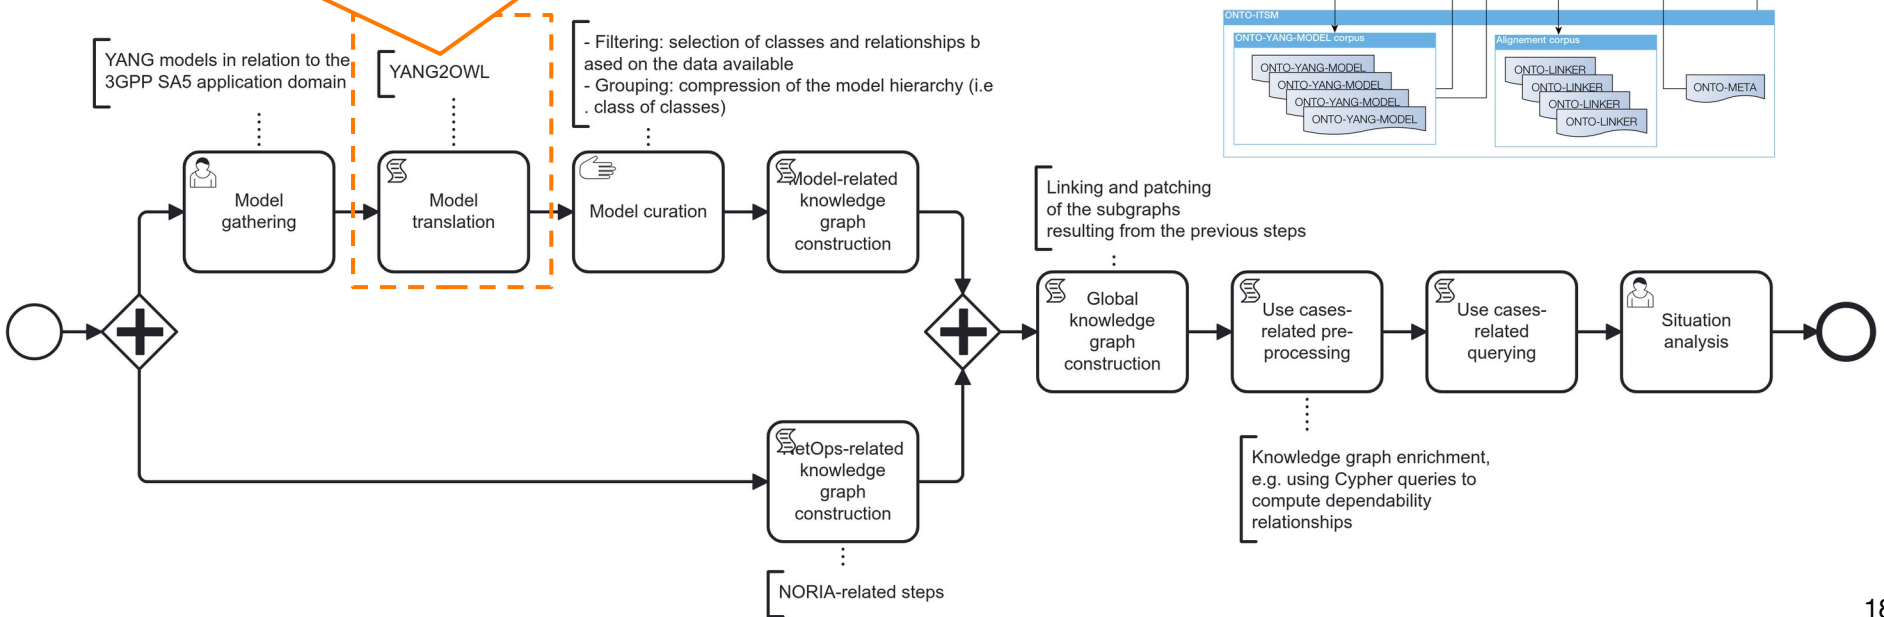 YANG models in relation to the
3GPP SA5 application domain
YANG2OWL
- Filtering: selection of classes and relationships b
ased on the data available
- Grouping: compression of the model hierarchy (i.e
. class of classes)
ONTO-ITSM
ONTO-YANG-MODEL corpus
ONTO-YANG-MODEL
ONTO-YANG-MODEL
ONTO-YANG-MODEL
ONTO-YANG-MODEL
Alignement corpus
ONTO-LINKER
ONTO-LINKER
ONTO-LINKER
ONTO-LINKER
ONTO-META
Model
gathering
Model
translation
Model curation
Model-related
knowledge
graph
construction
Linking and patching
of the subgraphs
resulting from the previous steps
Global
knowledge
graph
construction
Use cases-
related pre-
processing
Use cases-
related
querying
Situation
analysis
NetOps-related
knowledge
graph
construction
Knowledge graph enrichment,
e.g. using Cypher queries to
compute dependability
relationships
NORIA-related steps
18